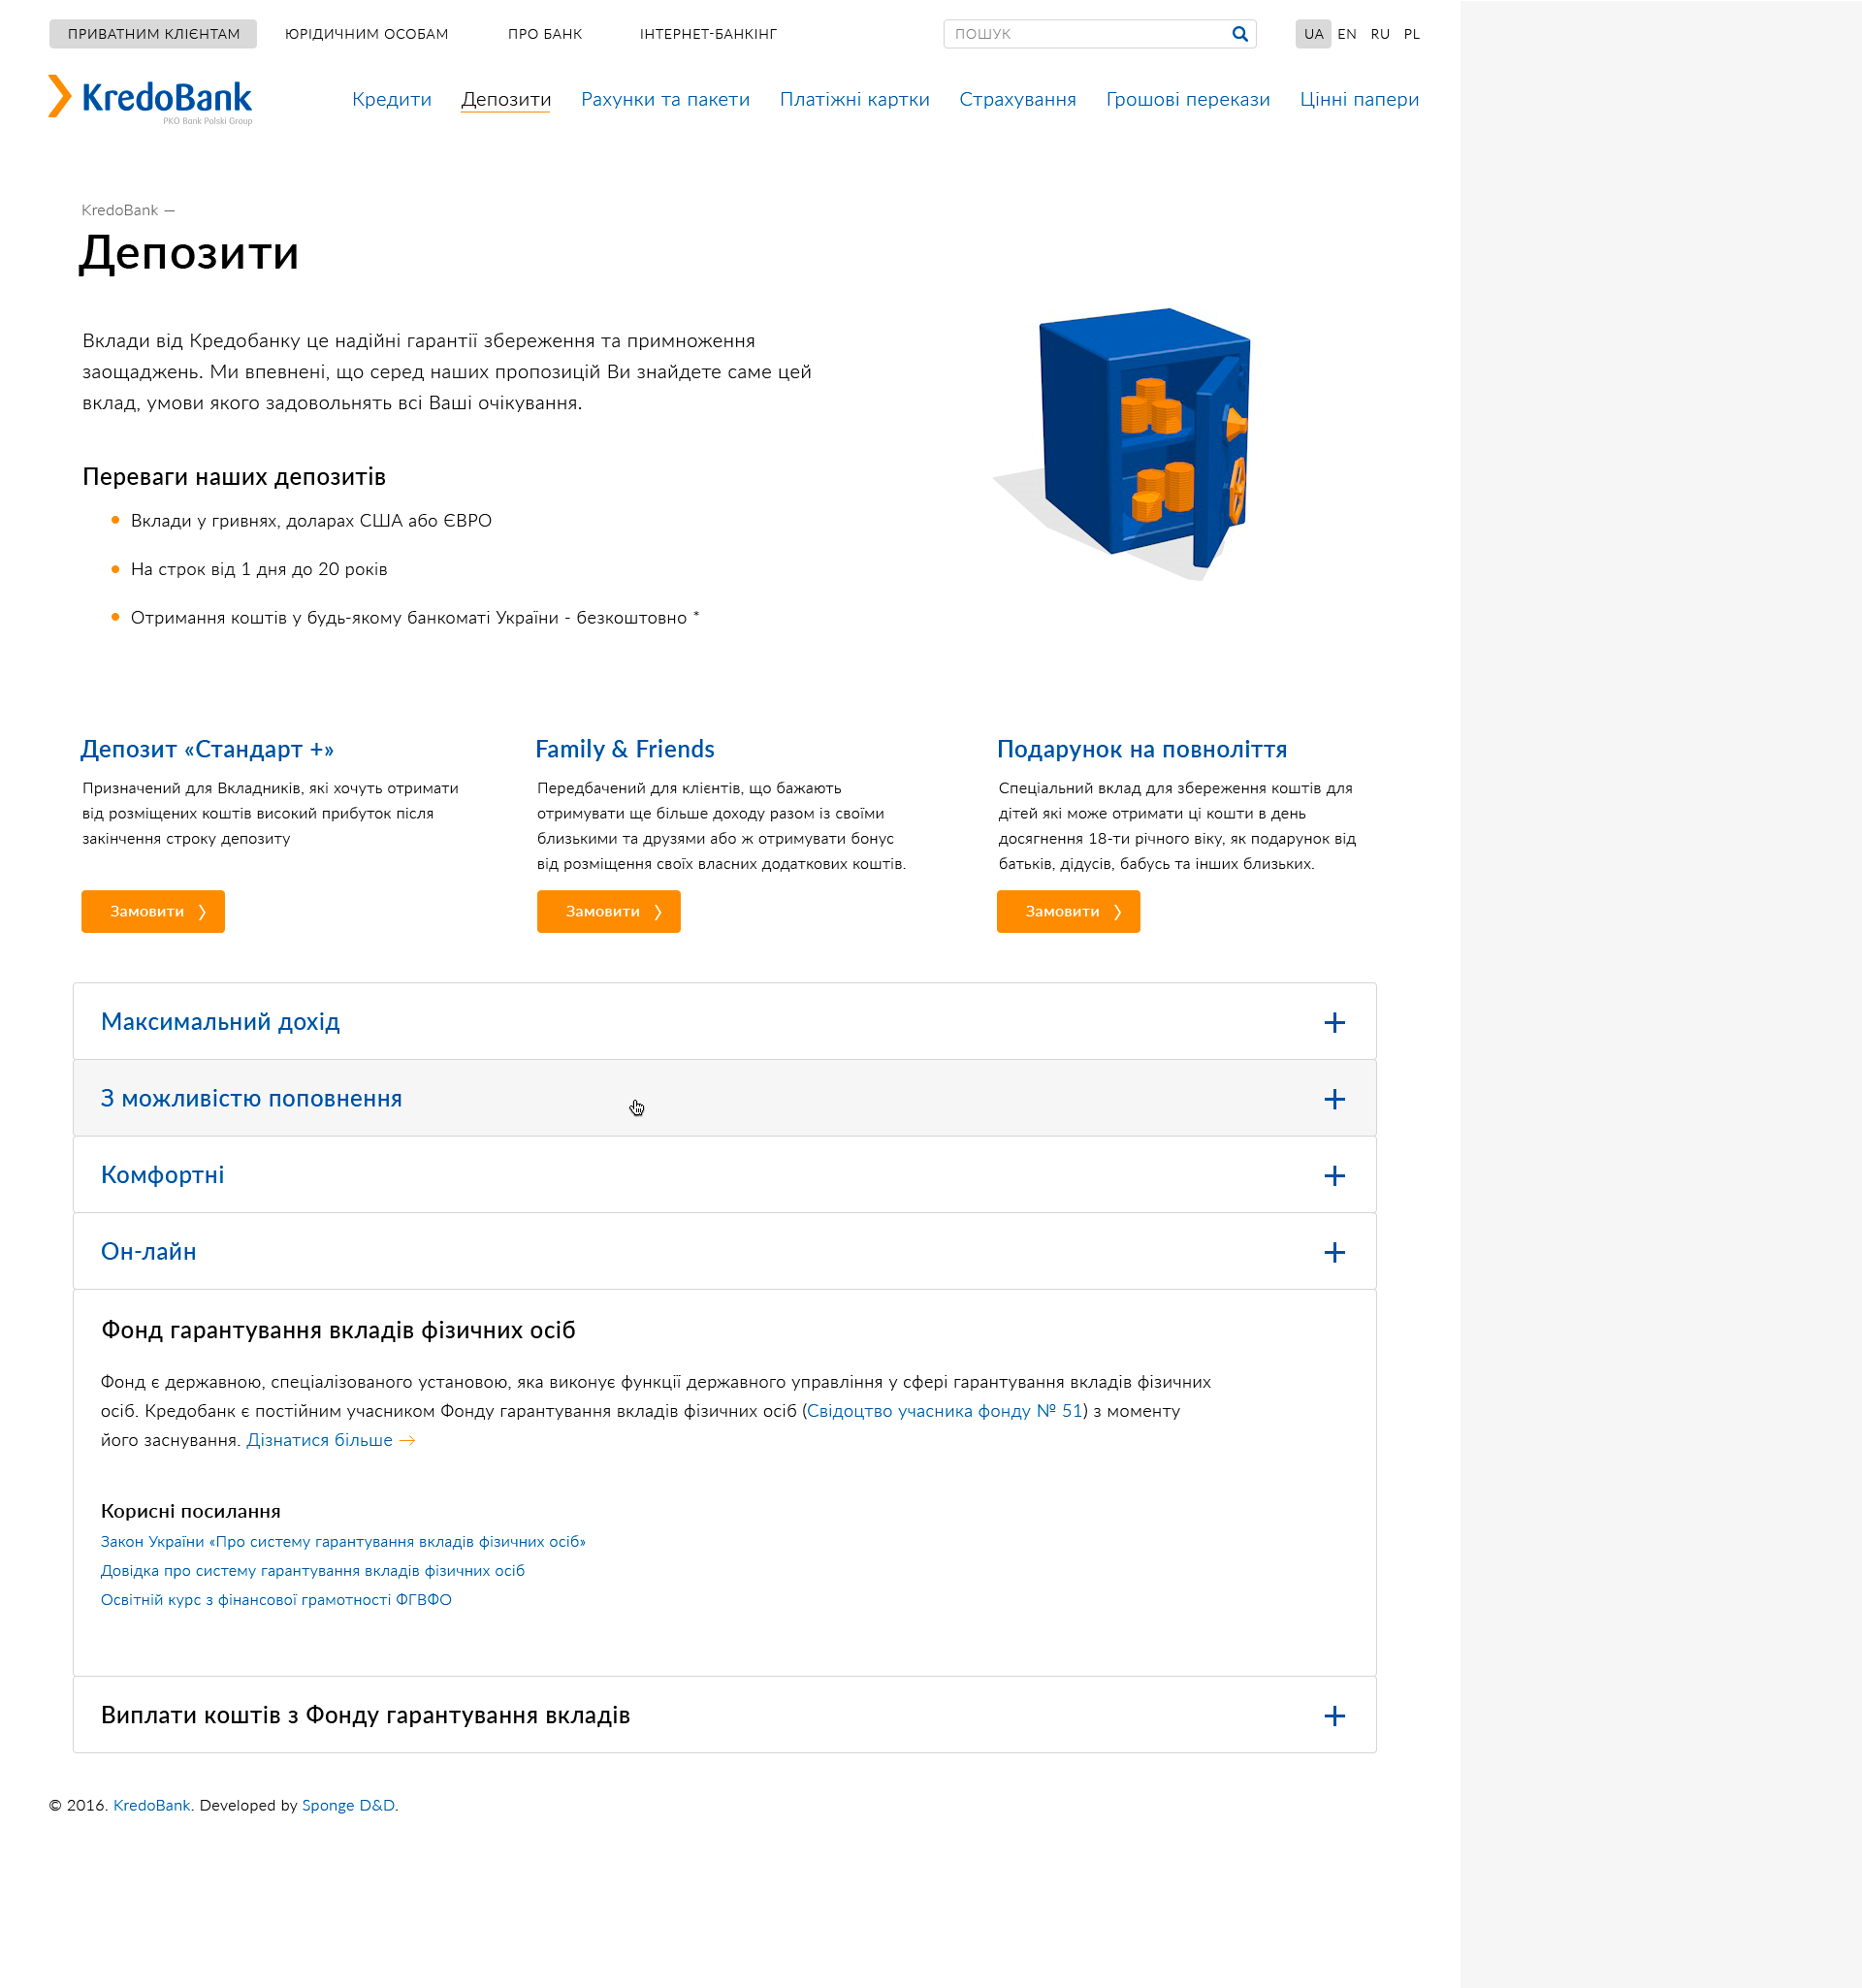 ПРИВАТНИМ КЛІЄНТАМ ЮРІДИЧНИМ ОСОБАМ ПРО БАНК ІНТЕРНЕТ-БАНКІНГ ПОШУК UA EN RU PL
KredoBank
PKO Bank Polski Group
Кредити Депозити Рахунки та пакети Платіжні картки Страхування Грошові перекази Цінні папери
KredoBank —
Депозити
Вклади від Кредобанку це надійні гарантії збереження та примноження
заощаджень. Ми впевнені, що серед наших пропозицій Ви знайдете саме цей
вклад, умови якого задовольнять всі Ваші очікування.
Переваги наших депозитів
Вклади у гривнях, доларах США або ЄВРО
На строк від 1 дня до 20 років
Отримання коштів у будь-якому банкоматі України - безкоштовно *
Депозит «Стандарт +»
Призначений для Вкладників, які хочуть отримати
від розміщених коштів високий прибуток після
закінчення строку депозиту
Замовити
Family & Friends
Передбачений для клієнтів, що бажають
отримувати ще більше доходу разом із своїми
близькими та друзями або ж отримувати бонус
від розміщення своїх власних додаткових коштів.
Замовити
Подарунок на повноліття
Спеціальний вклад для збереження коштів для
дітей які може отримати ці кошти в день
досягнення 18-ти річного віку, як подарунок від
батьків, дідусів, бабусь та інших близьких.
Замовити
Максимальний дохід
З можливістю поповнення
Комфортні
Он-лайн
Фонд гарантування вкладів фізичних осіб
Фонд є державною, спеціалізованого установою, яка виконує функції державного управління у сфері гарантування вкладів фізичних
осіб. Кредобанк є постійним учасником Фонду гарантування вкладів фізичних осіб (Свідоцтво учасника фонду № 51) з моменту
його заснування. Дізнатися більше →
Корисні посилання
Закон України «Про систему гарантування вкладів фізичних осіб»
Довідка про систему гарантування вкладів фізичних осіб
Освітній курс з фінансової грамотності ФГВФО
Виплати коштів з Фонду гарантування вкладів
© 2016. KredoBank. Developed by Sponge D&D.